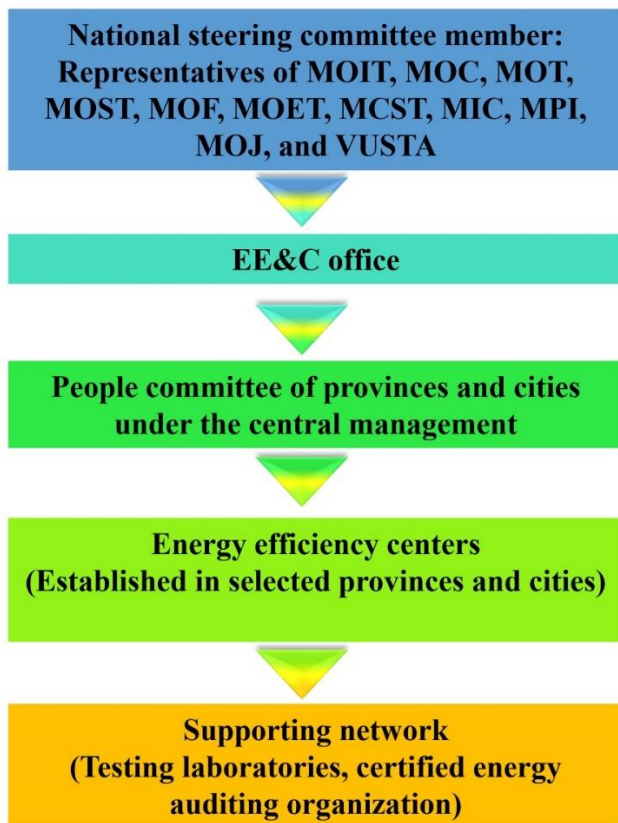 National steering committee member:
Representatives of MOIT, MOC, MOT,
MOST, MOF, MOET, MCST, MIC, MPI,
MOJ, and VUSTA
EE&C office
People committee of provinces and cities
under the central management
Energy efficiency centers
(Established in selected provinces and cities)
Supporting network
(Testing laboratories, certified energy
auditing organization)